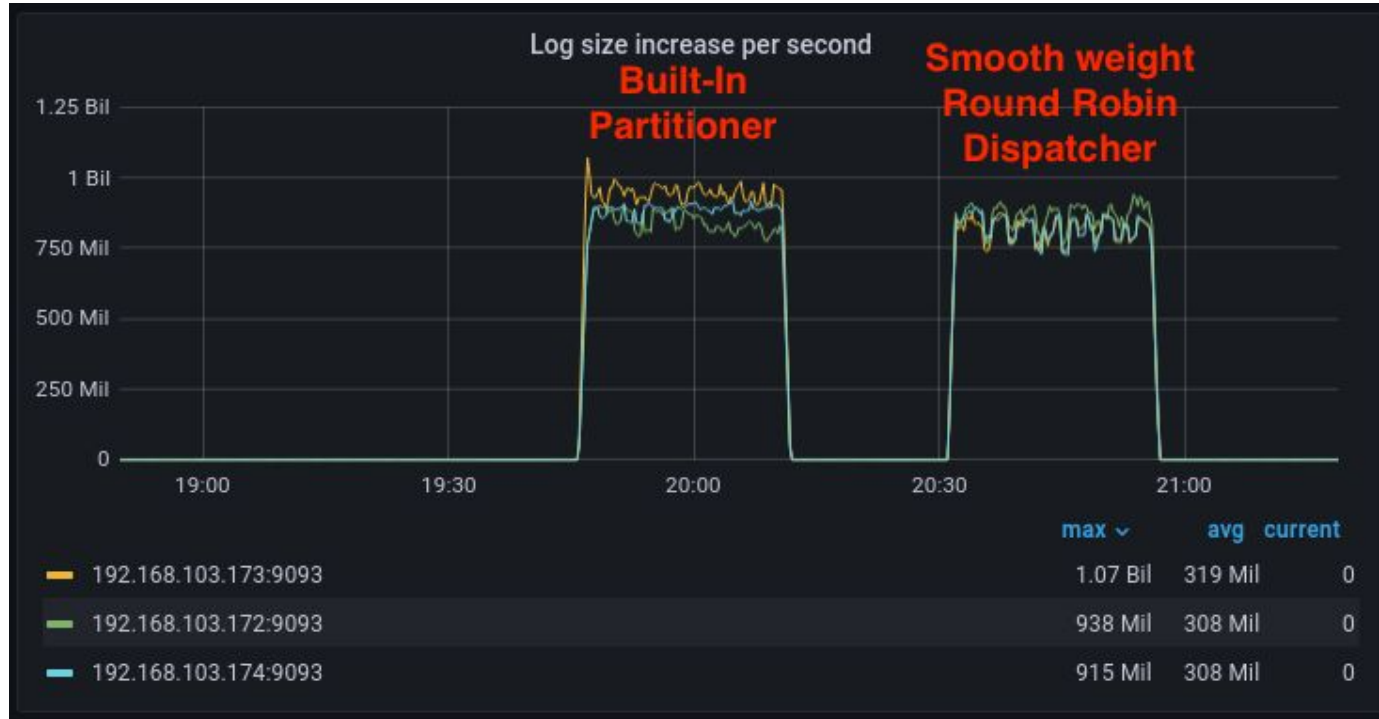 Log size increase per second
Built-In
Partitioner
Smooth weight
Round Robin
Dispatcher
1.25 Bil
1 Bil
750 Mil
500 Mil
250 Mil
0
19:00 19:30 20:00 20:30 21:00
max avg current
192.168.103.173:9093 1.07 Bil 319 Mil 0
192.168.103.172:9093 938 Mil 308 Mil 0
192.168.103.174:9093 915 Mil 308 Mil 0